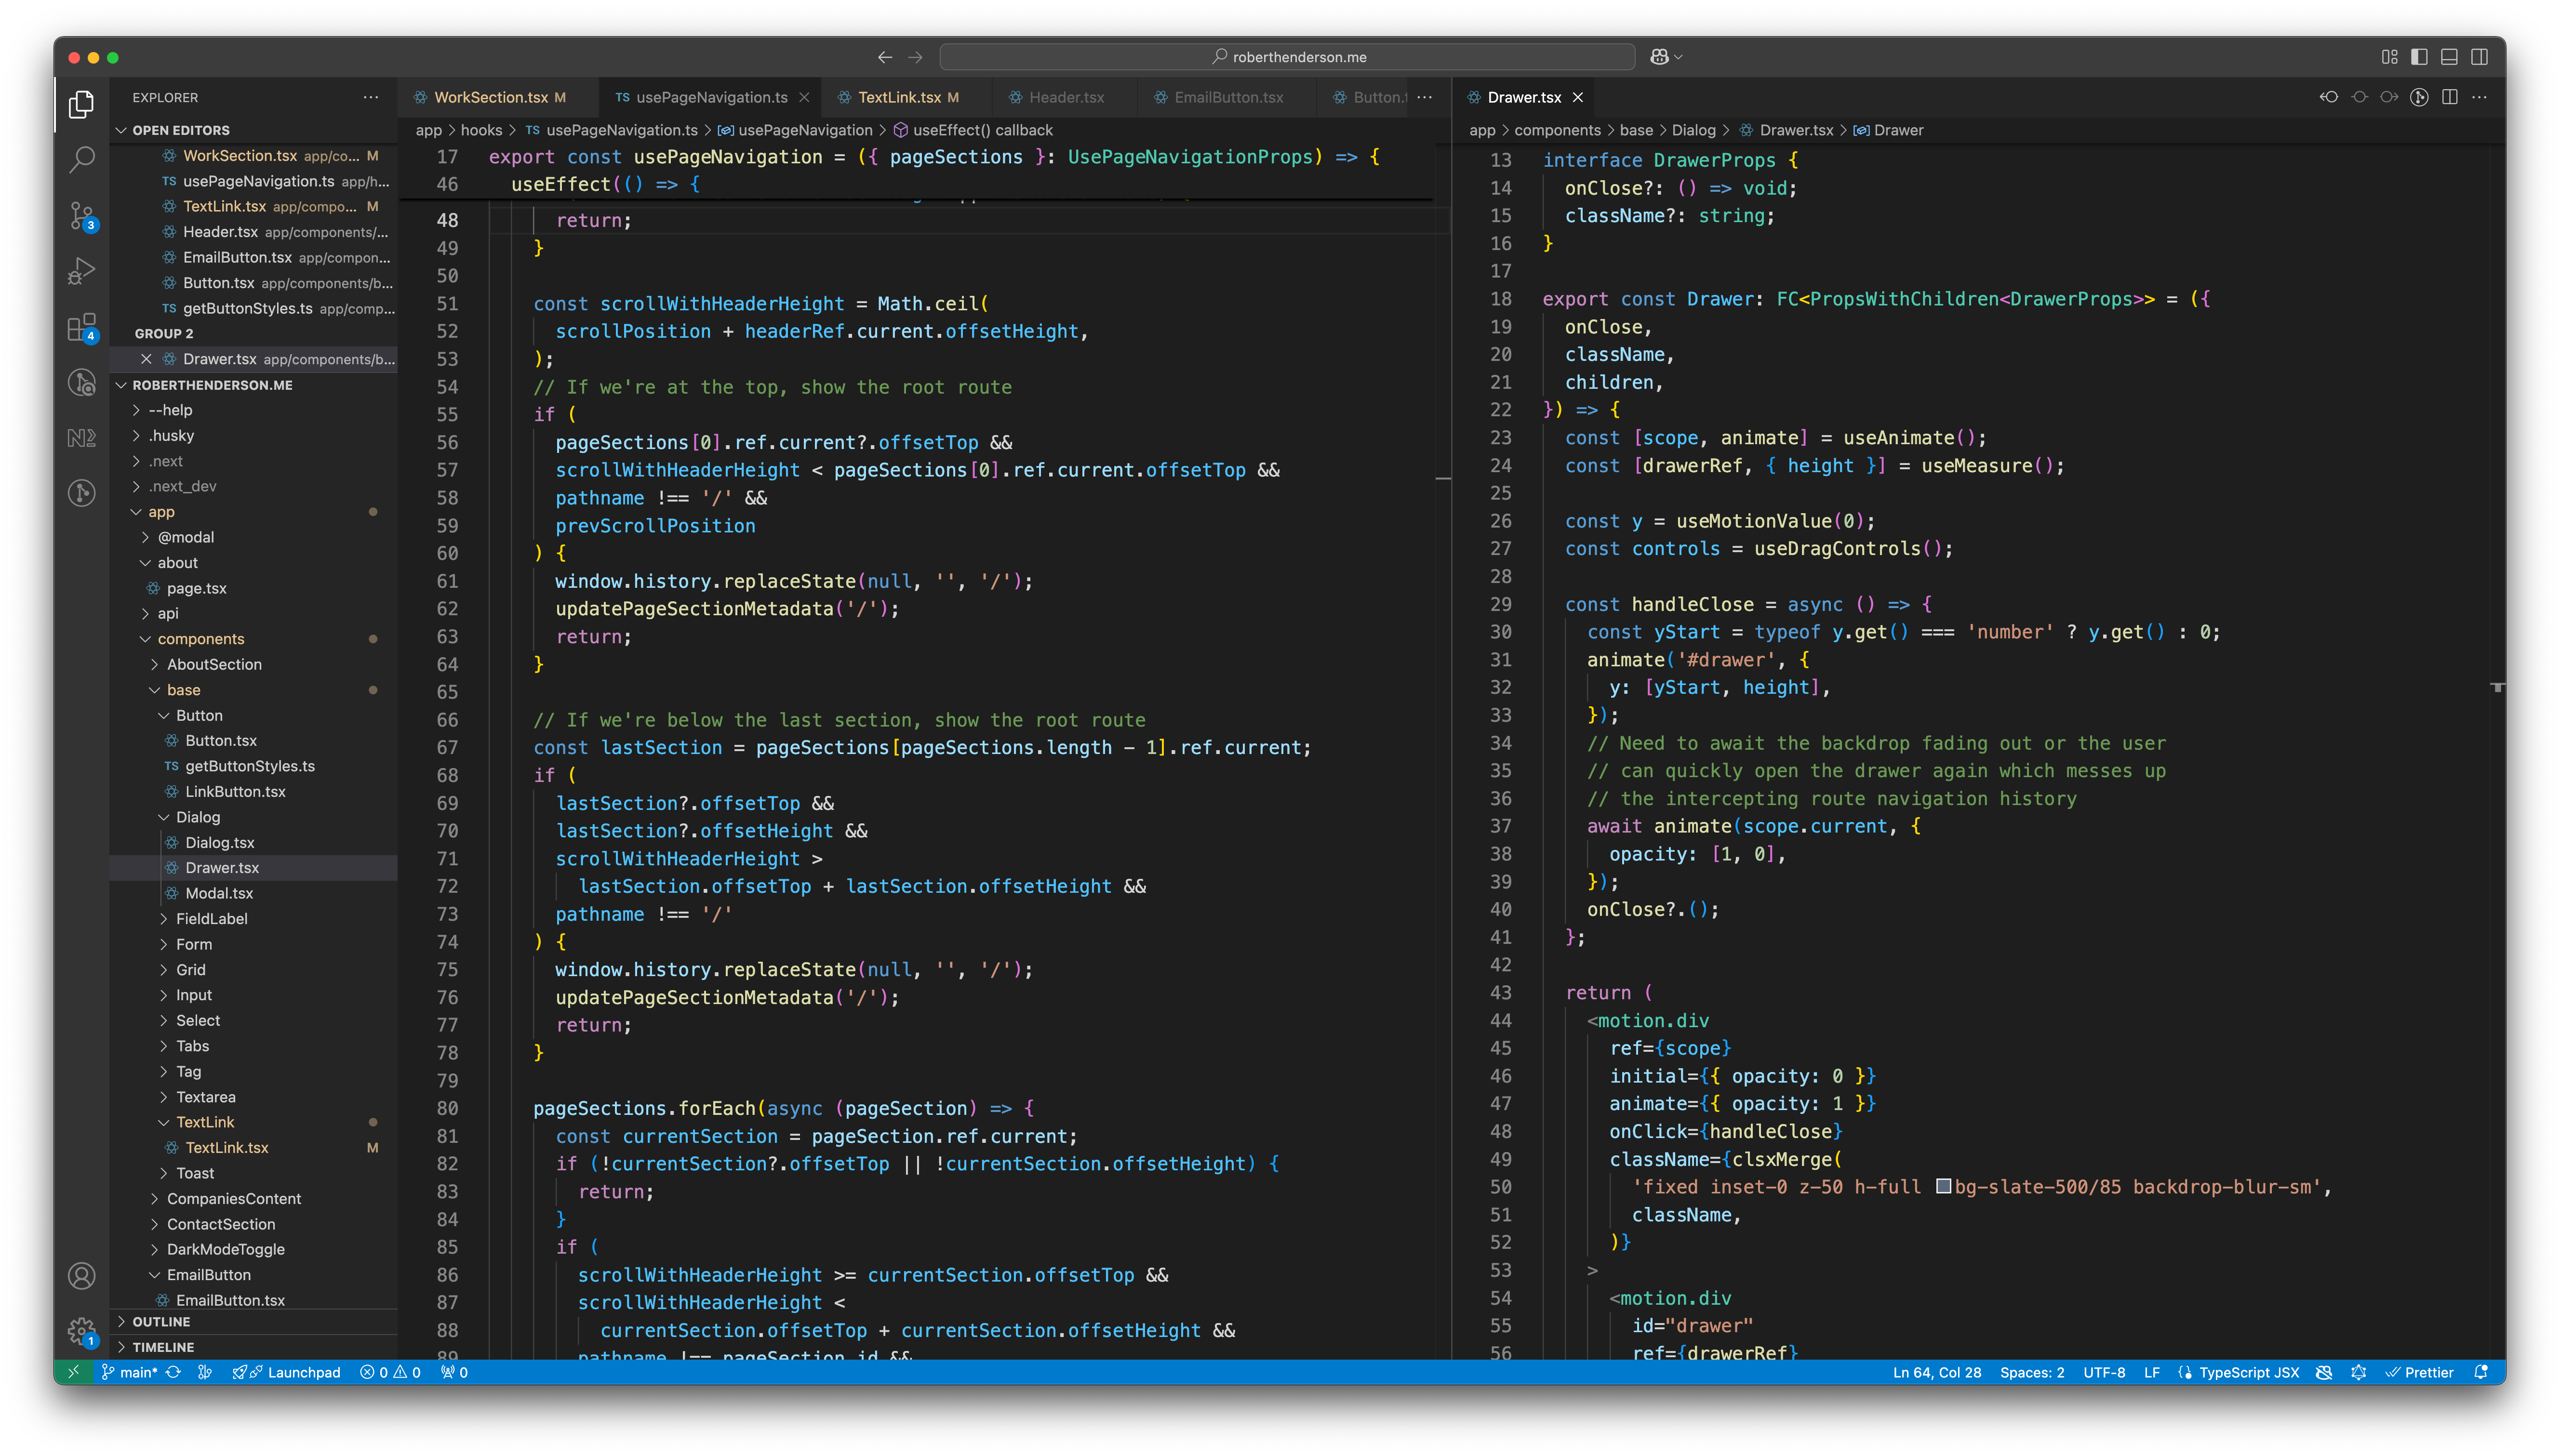 roberthenderson.me
EXPLORER
OPEN EDITORS
WorkSection.tsx app/co... M
TS usePageNavigation.ts app/h...
TextLink.tsx app/compo... M
Header.tsx app/components/...
EmailButton.tsx app/compon...
Button.tsx app/components/b...
TS getButtonStyles.ts app/comp...
GROUP 2
Drawer.tsx app/components/b...
ROBERTHENDERSON.ME
--help
.husky
.next
.next_dev
app
@modal
about
page.tsx
api
components
AboutSection
base
Button
Button.tsx
TS getButtonStyles.ts
LinkButton.tsx
Dialog
Dialog.tsx
Drawer.tsx
Modal.tsx
FieldLabel
Form
Grid
Input
Select
Tabs
Tag
Textarea
TextLink
TextLink.tsx M
Toast
CompaniesContent
ContactSection
DarkModeToggle
EmailButton
EmailButton.tsx
OUTLINE
TIMELINE
3
4
1
WorkSection.tsx M TS usePageNavigation.ts TextLink.tsx M Header.tsx EmailButton.tsx Button.t
app > hooks > TS usePageNavigation.ts > usePageNavigation > useEffect() callback
17 export const usePageNavigation = ({ pageSections }: UsePageNavigationProps) => {
46 useEffect(() => {
48 return;
49 }
50
51 const scrollWithHeaderHeight = Math.ceil(
52 scrollPosition + headerRef.current.offsetHeight,
53 );
54 // If we're at the top, show the root route
55 if (
56 pageSections[0].ref.current?.offsetTop &&
57 scrollWithHeaderHeight < pageSections[0].ref.current.offsetTop &&
58 pathname !== '/' &&
59 prevScrollPosition
60 ) {
61 window.history.replaceState(null, '', '/');
62 updatePageSectionMetadata('/');
63 return;
64 }
65
66 // If we're below the last section, show the root route
67 const lastSection = pageSections[pageSections.length - 1].ref.current;
68 if (
69 lastSection?.offsetTop &&
70 lastSection?.offsetHeight &&
71 scrollWithHeaderHeight >
72 lastSection.offsetTop + lastSection.offsetHeight &&
73 pathname !== '/'
74 ) {
75 window.history.replaceState(null, '', '/');
76 updatePageSectionMetadata('/');
77 return;
78 }
79
80 pageSections.forEach(async (pageSection) => {
81 const currentSection = pageSection.ref.current;
82 if (!currentSection?.offsetTop || !currentSection.offsetHeight) {
83 return;
84 }
85 if (
86 scrollWithHeaderHeight >= currentSection.offsetTop &&
87 scrollWithHeaderHeight <
88 currentSection.offsetTop + currentSection.offsetHeight &&
89 pathname !== pageSection.id &&
Drawer.tsx
app > components > base > Dialog > Drawer.tsx > Drawer
13 interface DrawerProps {
14 onClose?: () => void;
15 className?: string;
16 }
17
18 export const Drawer: FC<PropsWithChildren<DrawerProps>> = ({
19 onClose,
20 className,
21 children,
22 }) => {
23 const [scope, animate] = useAnimate();
24 const [drawerRef, { height }] = useMeasure();
25
26 const y = useMotionValue(0);
27 const controls = useDragControls();
28
29 const handleClose = async () => {
30 const yStart = typeof y.get() === 'number' ? y.get() : 0;
31 animate('#drawer', {
32 y: [yStart, height],
33 });
34 // Need to await the backdrop fading out or the user
35 // can quickly open the drawer again which messes up
36 // the intercepting route navigation history
37 await animate(scope.current, {
38 opacity: [1, 0],
39 });
40 onClose?.();
41 };
42
43 return (
44 <motion.div
45 ref={scope}
46 initial={{ opacity: 0 }}
47 animate={{ opacity: 1 }}
48 onClick={handleClose}
49 className={clsxMerge(
50 'fixed inset-0 z-50 h-full bg-slate-500/85 backdrop-blur-sm',
51 className,
52 )}
53 >
54 <motion.div
55 id="drawer"
56 ref={drawerRef}
main* Launchpad 0 0 0 Ln 64, Col 28 Spaces: 2 UTF-8 LF TypeScript JSX Prettier